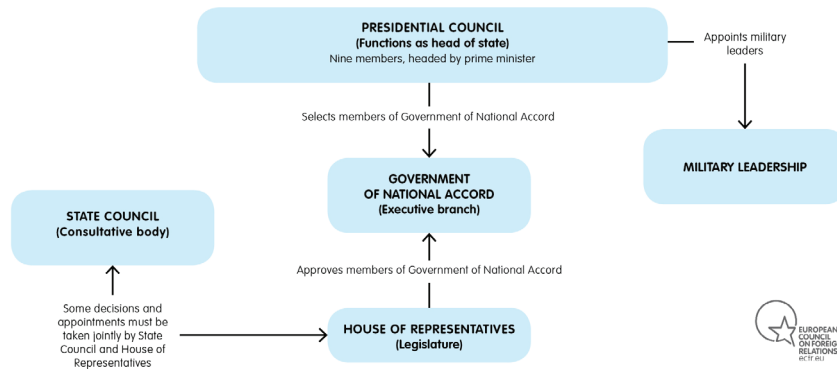 PRESIDENTIAL COUNCIL
(Functions as head of state)
Nine members, headed by prime minister
Appoints military
leaders
Selects members of Government of National Accord
MILITARY LEADERSHIP
GOVERNMENT
OF NATIONAL ACCORD
(Executive branch)
STATE COUNCIL
(Consultative body)
Approves members of Government of National Accord
Some decisions and
appointments must be
taken jointly by State
Council and House of
Representatives
HOUSE OF REPRESENTATIVES
(Legislature)
EUROPEAN
COUNCIL
ON FOREIGN
RELATIONS
ecfr.eu